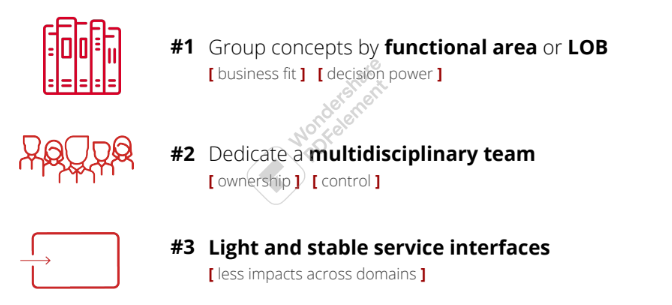 #1 Group concepts by functional area or LOB
[ business fit ] [ decision power ]
#2 Dedicate a multidisciplinary team
[ ownership ] [ control ]
#3 Light and stable service interfaces
[ less impacts across domains ]
Wondershare
PDFelement